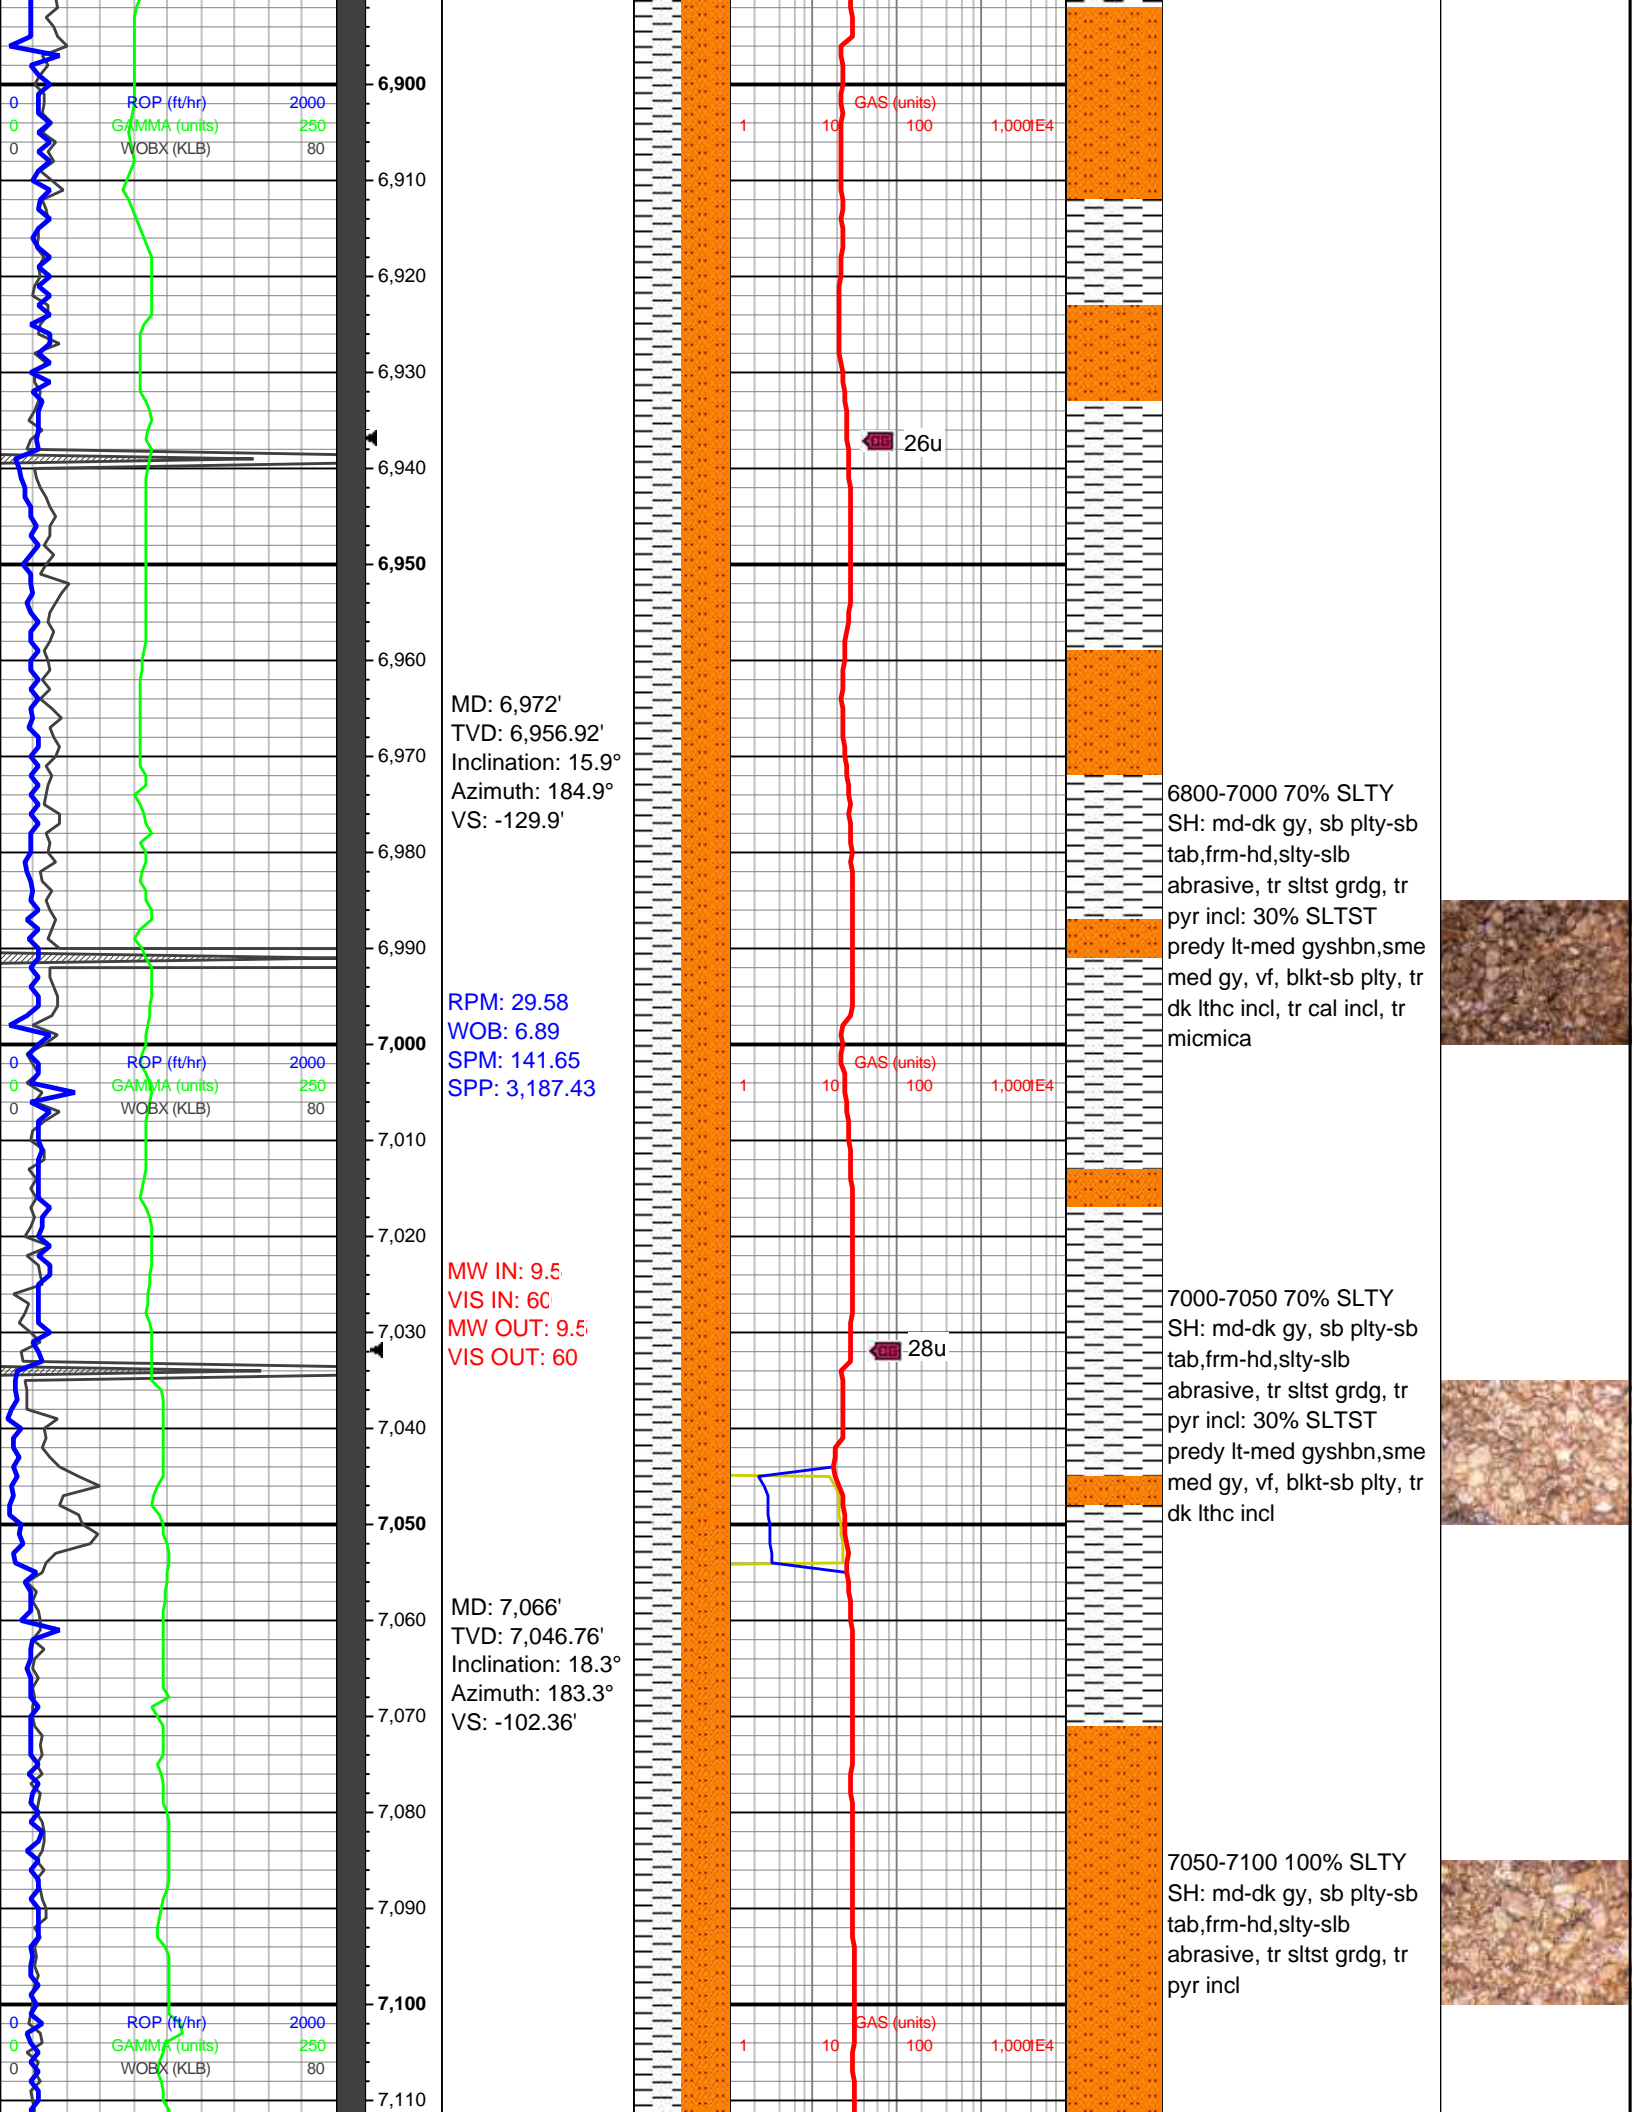 6,900
0 ROP (ft/hr) 2000
0 GAMMA (units) 250
0 WOBX (KLB) 80
GAS (units)
1 10 100 1,000 1E4
6,910
6,920
6,930
CG 26u
6,940
6,950
6,960
MD: 6,972'
TVD: 6,956.92'
Inclination: 15.9°
Azimuth: 184.9°
VS: -129.9'
6,970
6,980
6,990
6800-7000 70% SLTY
SH: md-dk gy, sb plty-sb
tab,frm-hd,slty-slb
abrasive, tr sltst grdg, tr
pyr incl: 30% SLTST
predy lt-med gyshbn,sme
med gy, vf, blkt-sb plty, tr
dk lthc incl, tr cal incl, tr
micmica
RPM: 29.58
WOB: 6.89
SPM: 141.65
SPP: 3,187.43
7,000
0 ROP (ft/hr) 2000
0 GAMMA (units) 250
0 WOBX (KLB) 80
GAS (units)
1 10 100 1,000 1E4
7,010
7,020
7,030
MW IN: 9.5
VIS IN: 60
MW OUT: 9.5
VIS OUT: 60
CG 28u
7000-7050 70% SLTY
SH: md-dk gy, sb plty-sb
tab,frm-hd,slty-slb
abrasive, tr sltst grdg, tr
pyr incl: 30% SLTST
predy lt-med gyshbn,sme
med gy, vf, blkt-sb plty, tr
dk lthc incl
7,040
7,050
7,060
MD: 7,066'
TVD: 7,046.76'
Inclination: 18.3°
Azimuth: 183.3°
VS: -102.36'
7,070
7,080
7,090
7050-7100 100% SLTY
SH: md-dk gy, sb plty-sb
tab,frm-hd,slty-slb
abrasive, tr sltst grdg, tr
pyr incl
7,100
0 ROP (ft/hr) 2000
0 GAMMA (units) 250
0 WOBX (KLB) 80
GAS (units)
1 10 100 1,000 1E4
7,110